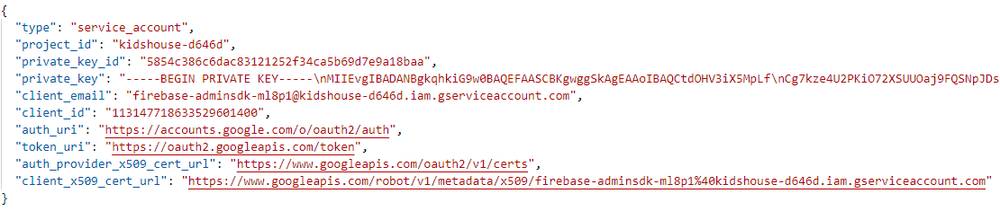 {
"type": "service_account",
"project_id": "kidshouse-d646d",
"private_key_id": "5854c386c6dac83121252f34ca5b69d7e9a18baa",
"private_key": "-----BEGIN PRIVATE KEY-----\nMIIEvgIBADANBgkqhkiG9w0BAQEFAASCBKgwggSkAgEAAoIBAQCtdOHV3iX5MpLf\nCg7kze4U2PKiO72XSUUOaj9FQSNpJDs
"client_email": "firebase-adminsdk-ml8p1@kidshouse-d646d.iam.gserviceaccount.com",
"client_id": "113147718633529601400",
"auth_uri": "https://accounts.google.com/o/oauth2/auth",
"token_uri": "https://oauth2.googleapis.com/token",
"auth_provider_x509_cert_url": "https://www.googleapis.com/oauth2/v1/certs",
"client_x509_cert_url": "https://www.googleapis.com/robot/v1/metadata/x509/firebase-adminsdk-ml8p1%40kidshouse-d646d.iam.gserviceaccount.com"
}